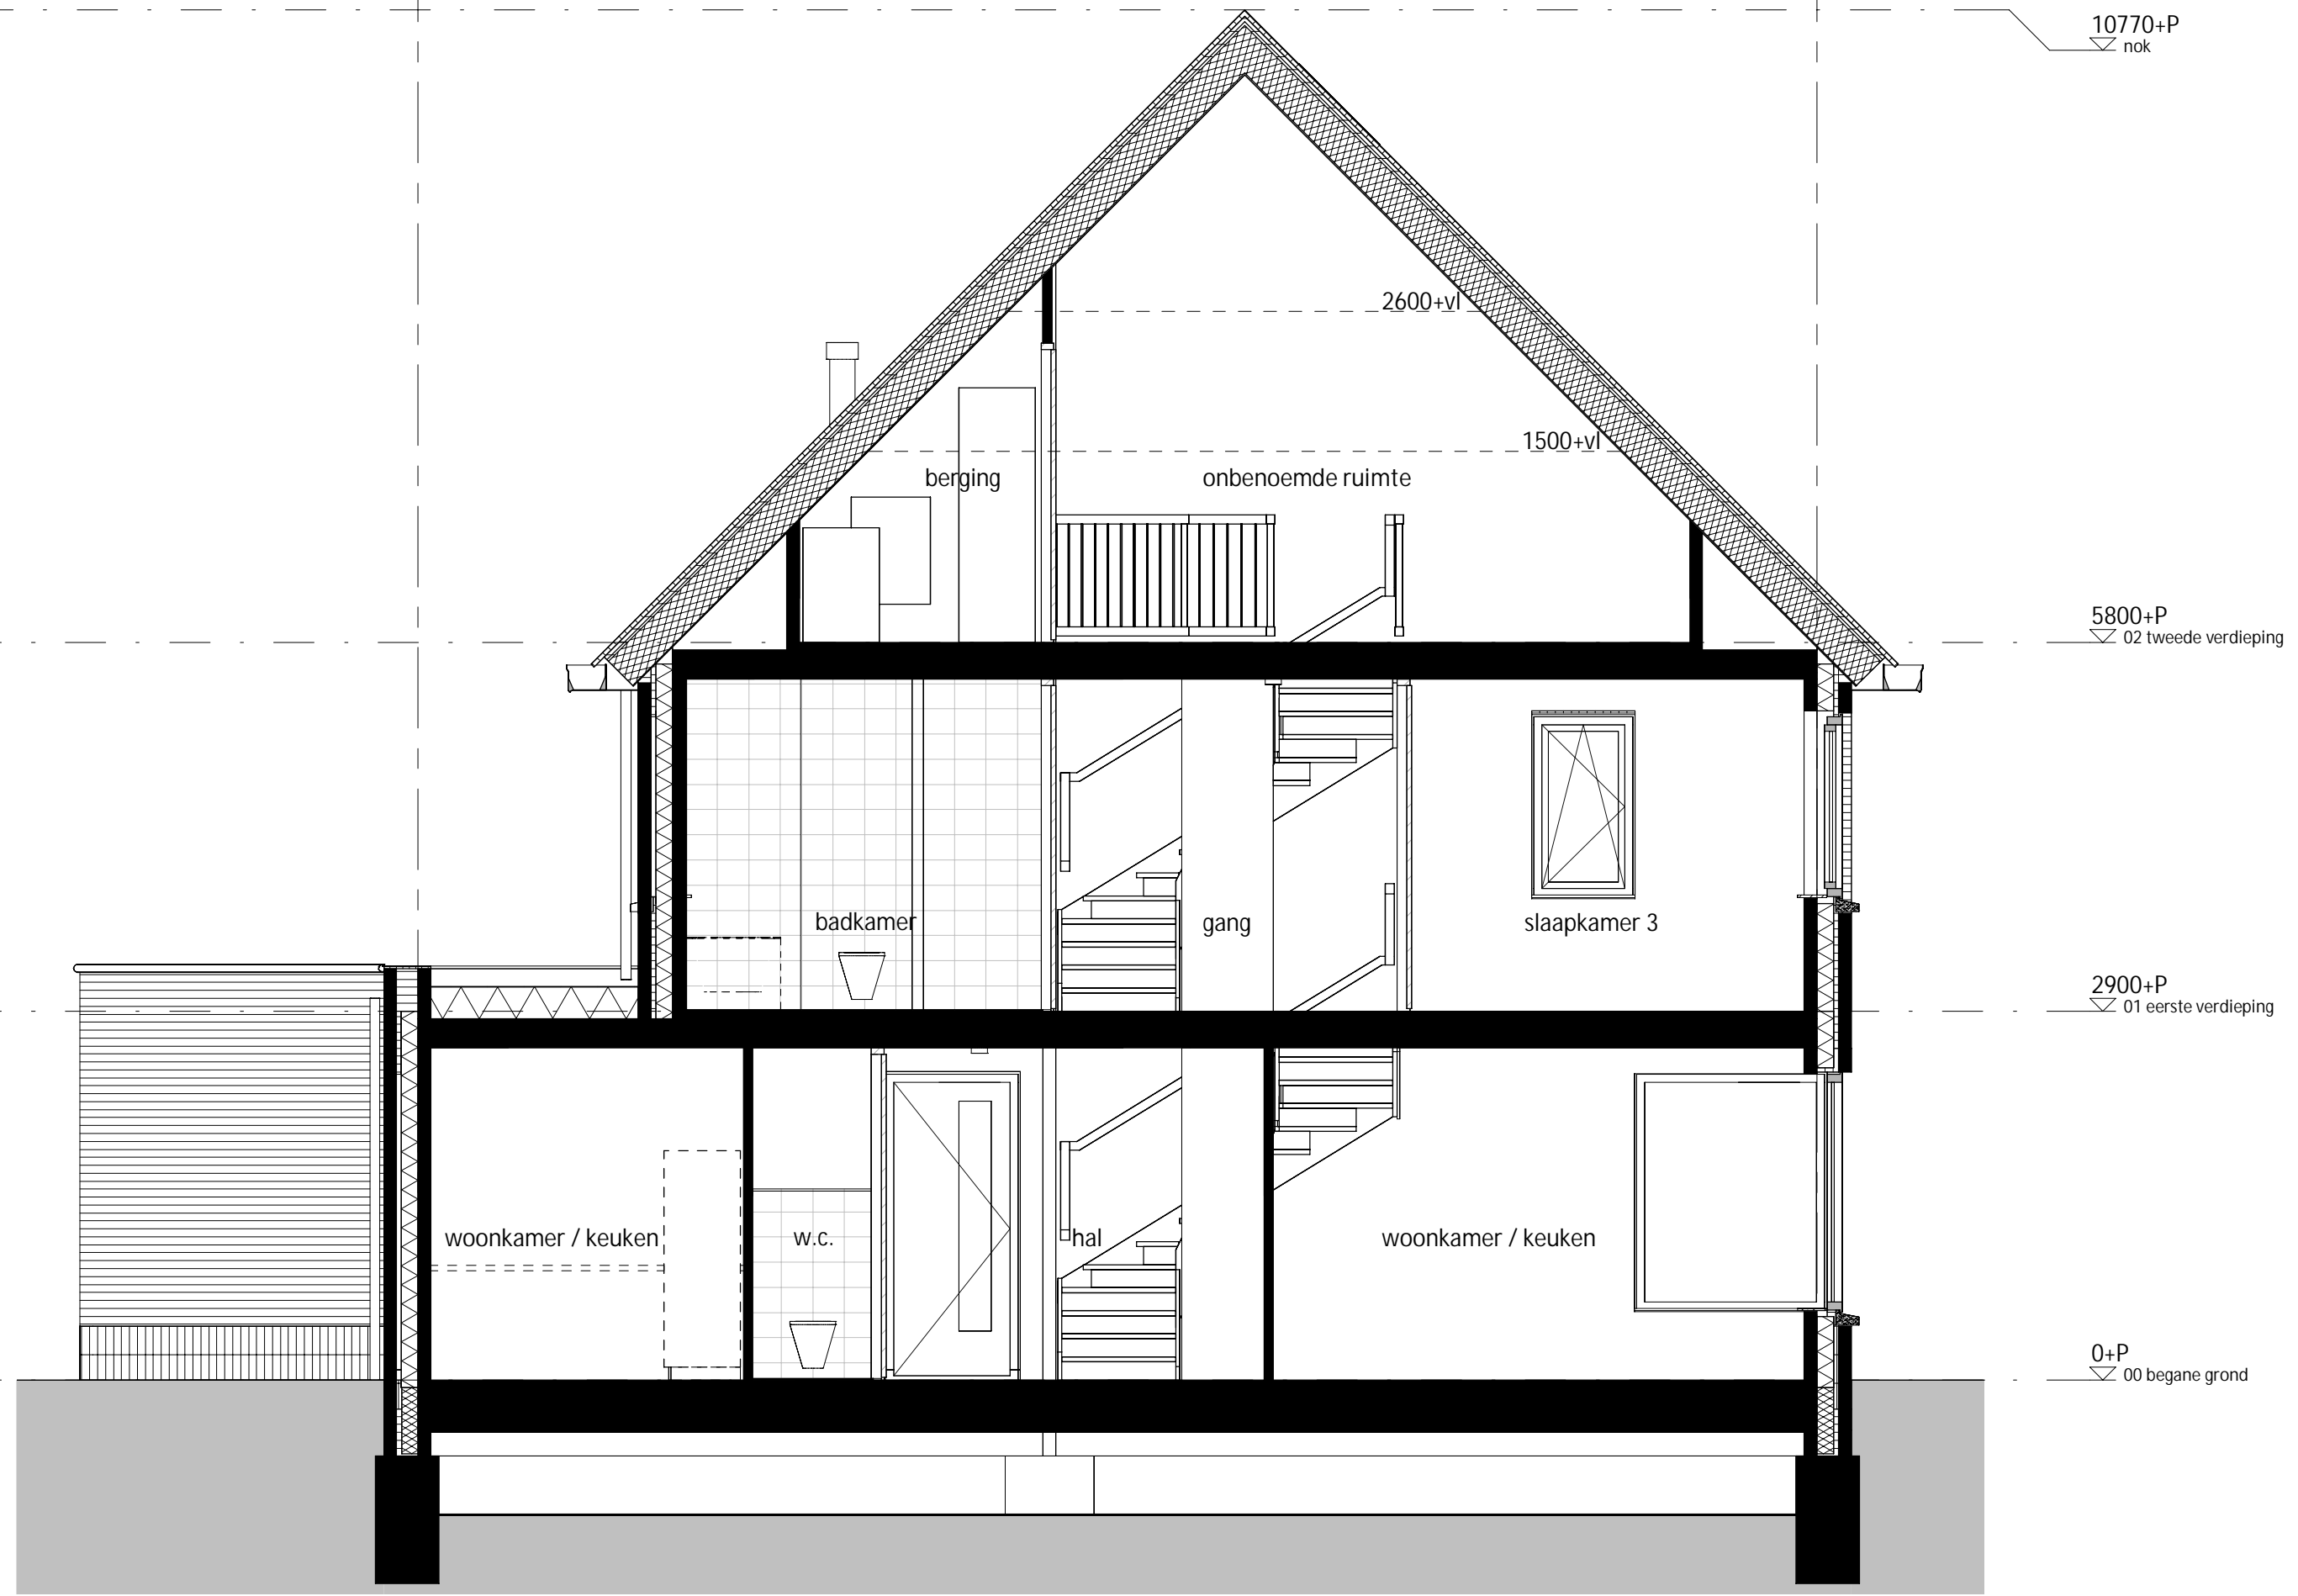 10770+P
nok
2600+vl
1500+vl
berging
onbenoemde ruimte
5800+P
02 tweede verdieping
badkamer
gang
slaapkamer 3
2900+P
01 eerste verdieping
woonkamer / keuken
w.c.
hal
woonkamer / keuken
0+P
00 begane grond